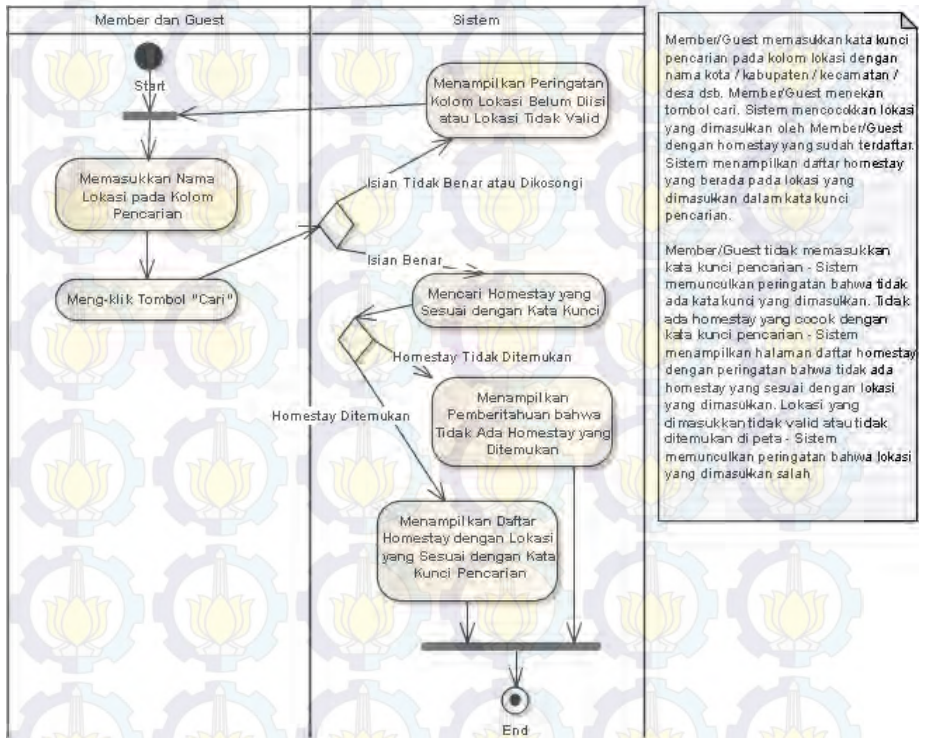 Member dan Guest
Sistem
Start
Menampilkan Peringatan
Kolom Lokasi Belum Diisi
atau Lokasi Tidak Valid
Memasukkan Nama
Lokasi pada Kolom
Pencarian
Isian Tidak Benar atau Dikosongi
Meng-klik Tombol "Cari"
Isian Benar
Mencari Homestay yang
Sesuai dengan Kata Kunci
Homestay Tidak Ditemukan
Menampilkan
Pemberitahuan bahwa
Tidak Ada Homestay yang
Ditemukan
Homestay Ditemukan
Menampilkan Daftar
Homestay dengan Lokasi
yang Sesuai dengan Kata
Kunci Pencarian
End
Member/Guest memasukkan kata kunci
pencarian pada kolom lokasi dengan
nama kota / kabupaten / kecamatan /
desa dsb. Member/Guest menekan
tombol cari. Sistem mencocokkan lokasi
yang dimasukkan oleh Member/Guest
dengan homestay yang sudah terdaftar.
Sistem menampilkan daftar homestay
yang berada pada lokasi yang
dimasukkan dalam kata kunci
pencarian.
Member/Guest tidak memasukkan
kata kunci pencarian - Sistem
memunculkan peringatan bahwa tidak
ada kata kunci yang dimasukkan. Tidak
ada homestay yang cocok dengan
kata kunci pencarian - Sistem
menampilkan halaman daftar homestay
dengan peringatan bahwa tidak ada
homestay yang sesuai dengan lokasi
yang dimasukkan. Lokasi yang
dimasukkan tidak valid atau tidak
ditemukan di peta - Sistem
memunculkan peringatan bahwa lokasi
yang dimasukkan salah